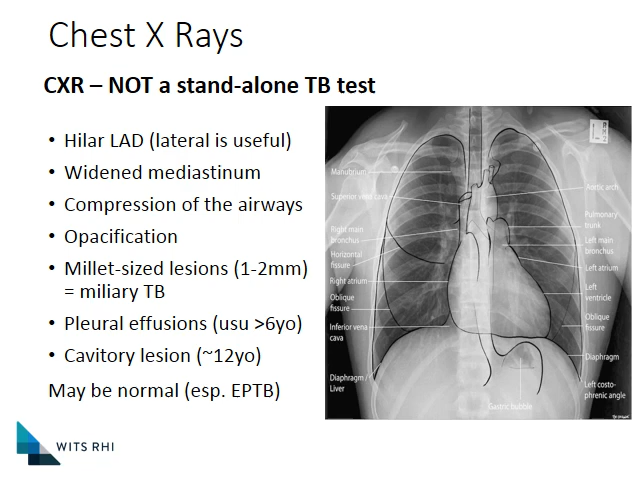 Chest X Rays
CXR – NOT a stand-alone TB test
• Hilar LAD (lateral is useful)
• Widened mediastinum
• Compression of the airways
• Opacification
• Millet-sized lesions (1-2mm)
= miliary TB
• Pleural effusions (usu >6yo)
• Cavitory lesion (~12yo)
May be normal (esp. EPTB)
WITS RHI
Manubrium
Superior vena cava
Right main
bronchus
Horizontal
fissure
Right atrium
Oblique
fissure
Inferior vena
cava
Diaphragm /
Liver
Aortic arch
Pulmonary
trunk
Left main
bronchus
Left atrium
Left
ventricle
Oblique
fissure
Diaphragm
Left costo-
phrenic angle
Gastric bubble